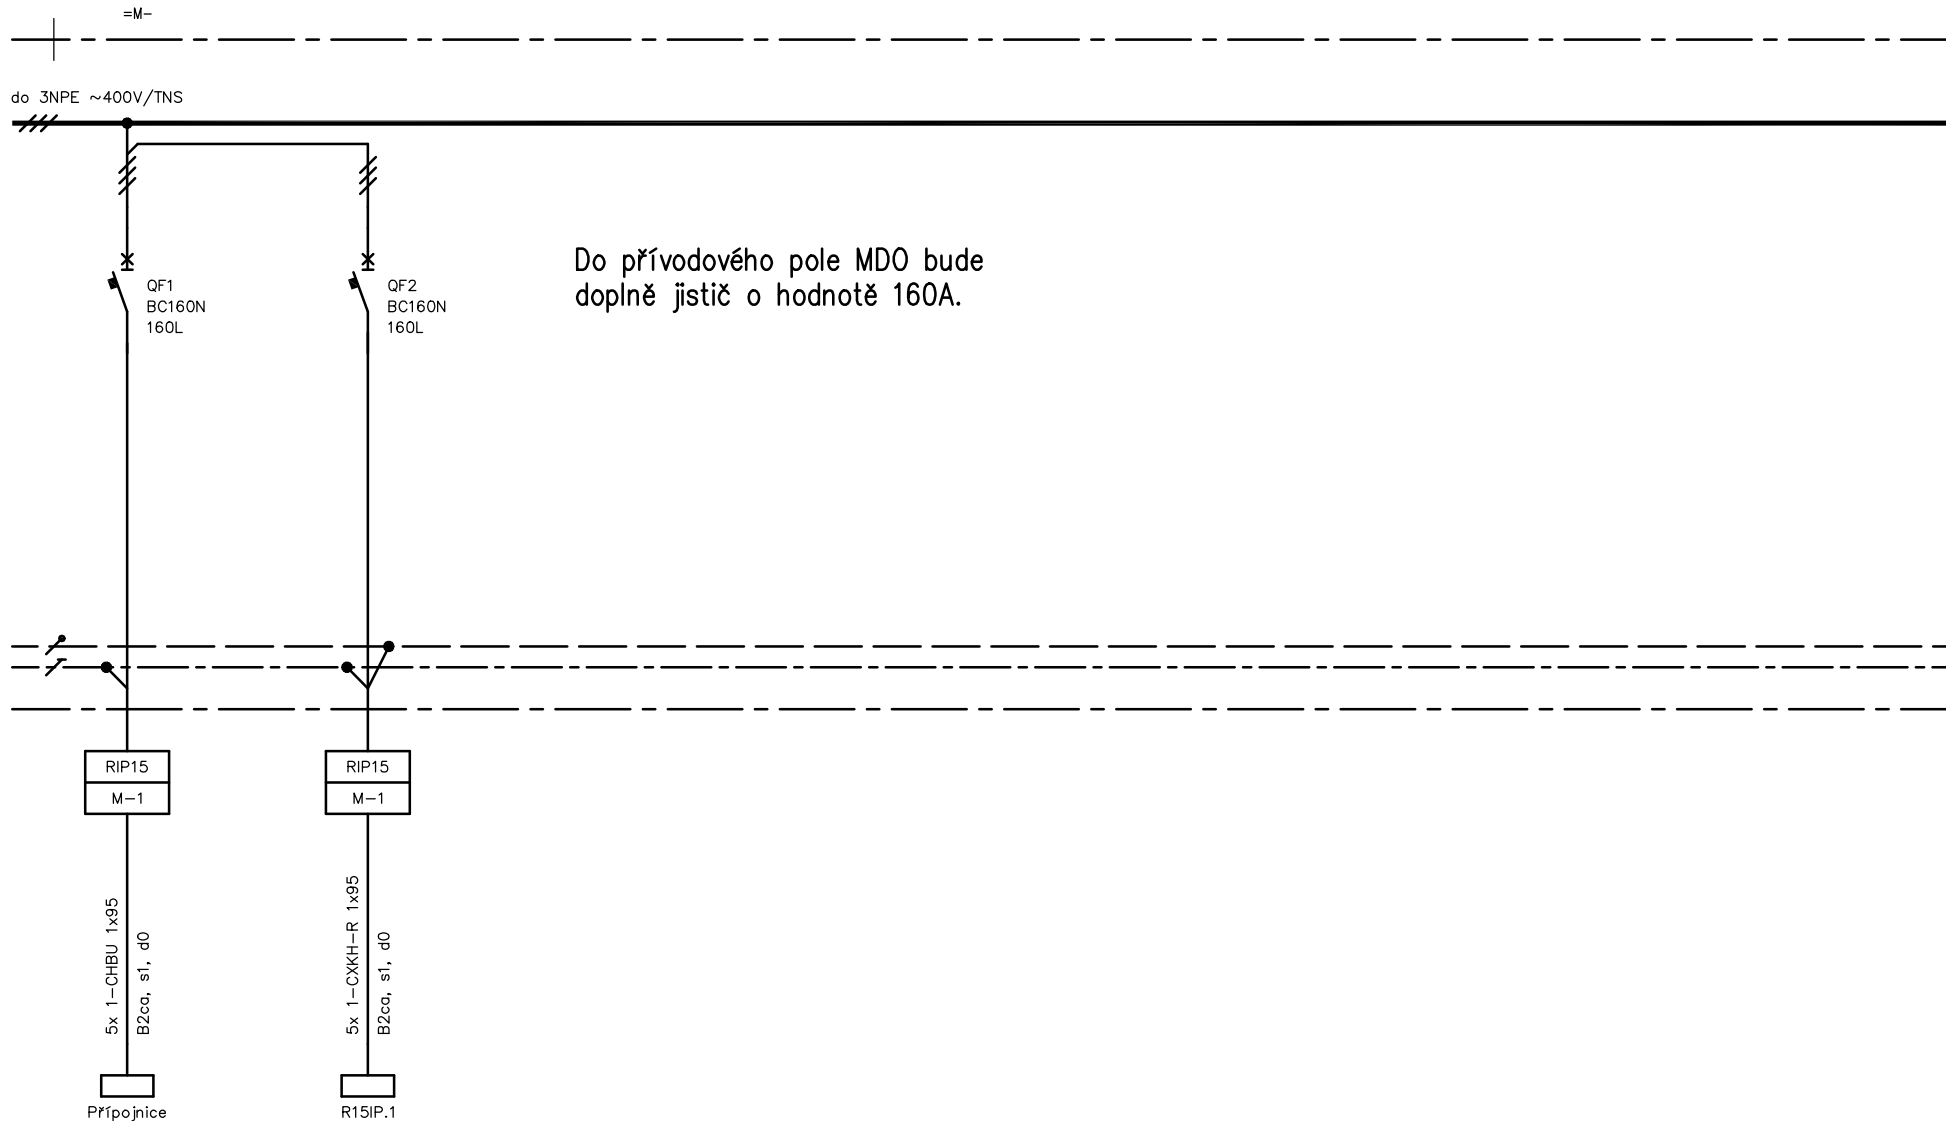 =M-
do 3NPE ~400V/TNS
QF1
BC160N
160L
QF2
BC160N
160L
Do přívodového pole MDO bude
doplně jistič o hodnotě 160A.
RIP15
M-1
RIP15
M-1
5x 1-CHBU 1x95
B2ca, s1, d0
5x 1-CXKH-R 1x95
B2ca, s1, d0
Přípojnice
R15IP.1